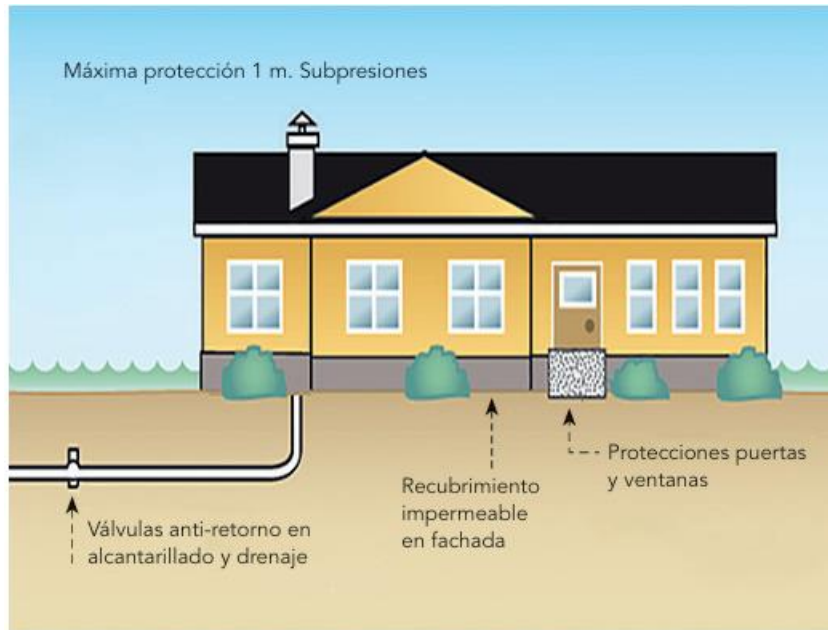 Máxima protección 1 m. Subpresiones
Protecciones puertas
y ventanas
Recubrimiento
impermeable
en fachada
Válvulas anti-retorno en
alcantarillado y drenaje